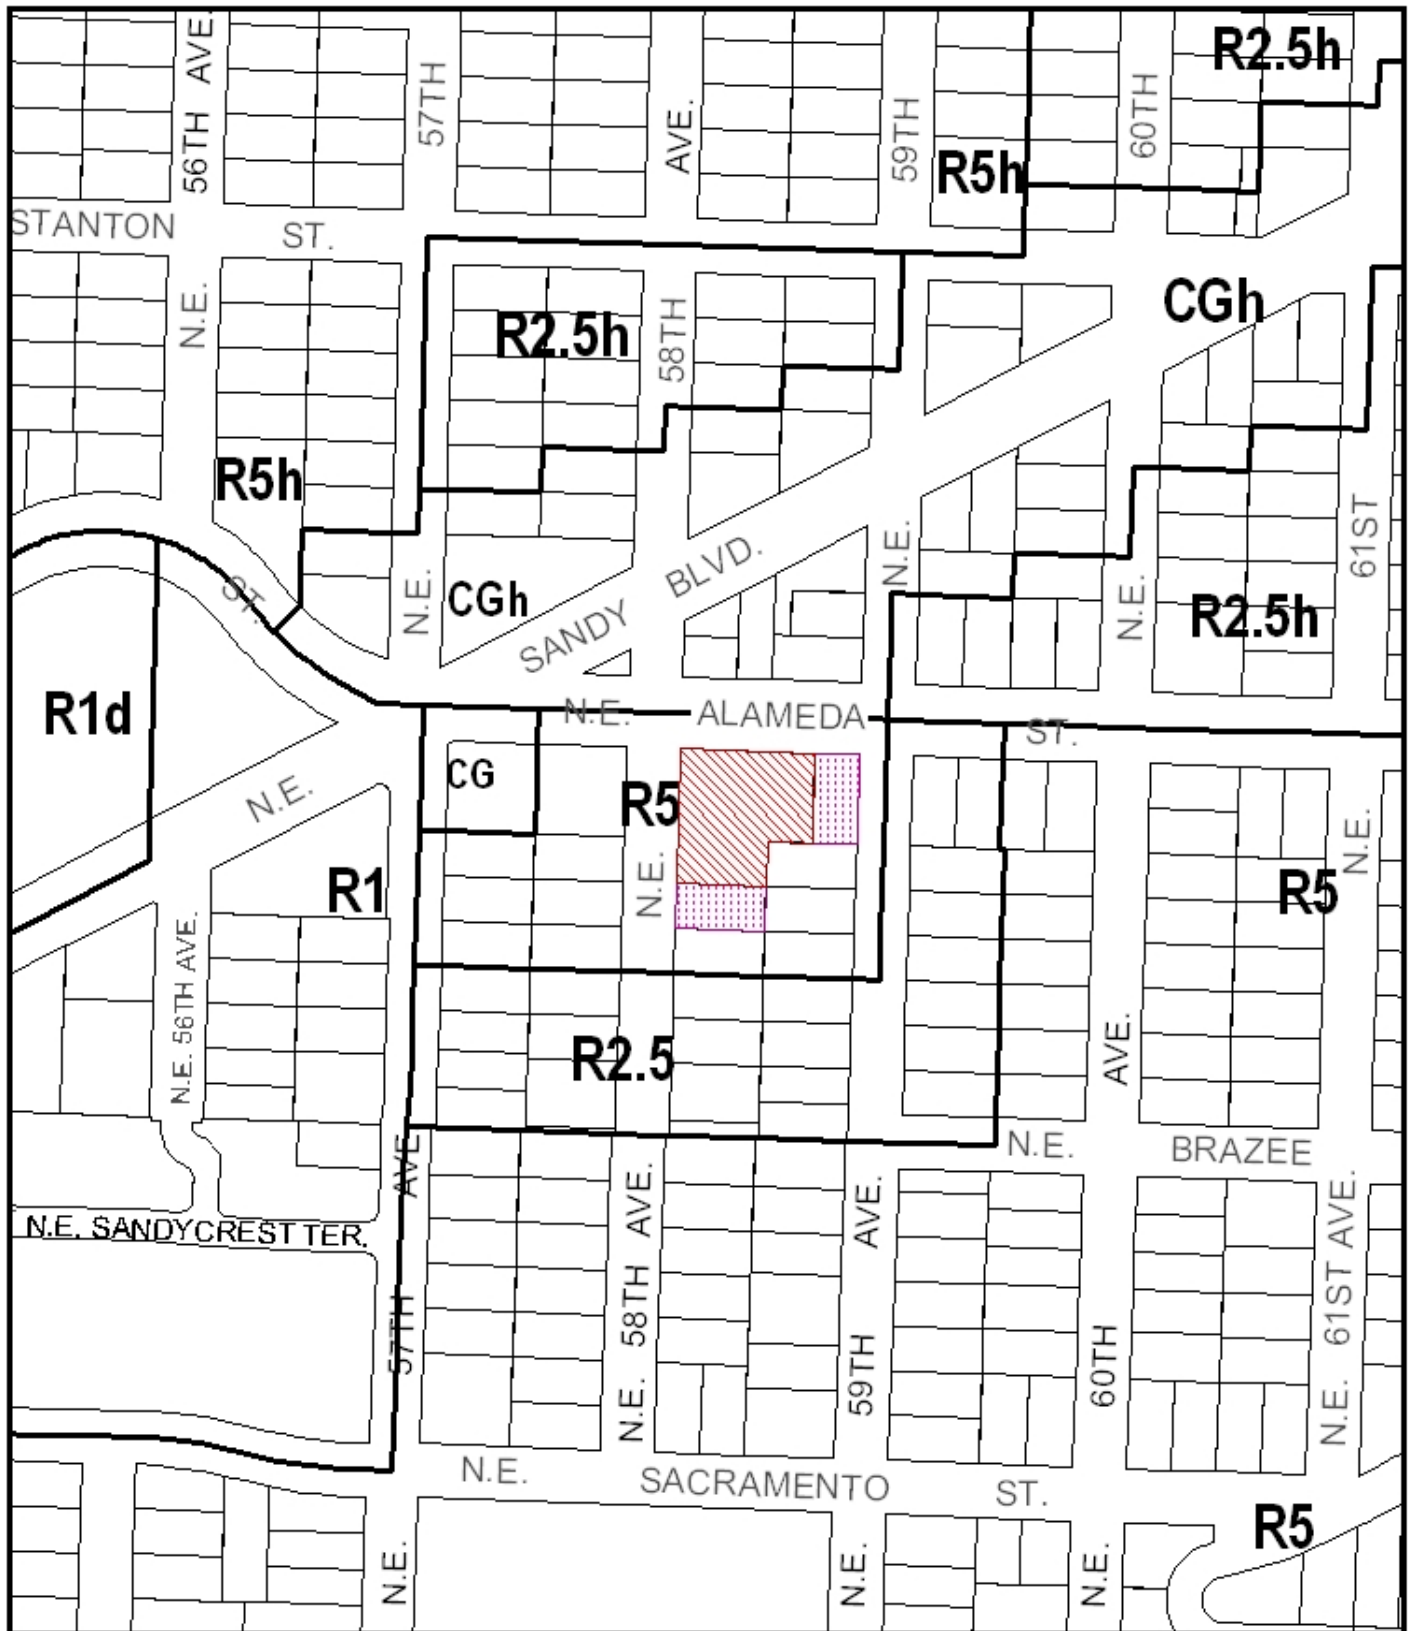 56TH AVE.
57TH
AVE.
59TH
60TH
R2.5h
R5h
STANTON ST.
N.E.
R2.5h
58TH
CGh
R5h
ST.
N.E.
CGh
SANDY BLVD.
N.E.
N.E.
61ST
R2.5h
R1d
N.E. ALAMEDA ST.
CG
R5
N.E.
N.E.
R1
N.E.
R5
N.E. 56TH AVE.
R2.5
AVE.
N.E. BRAZEE
AVE
57TH
N.E. 58TH AVE.
AVE.
59TH
60TH
N.E. 61ST AVE.
N.E. SANDYCREST TER.
N.E. SACRAMENTO ST.
R5
N.E.
N.E.
N.E.